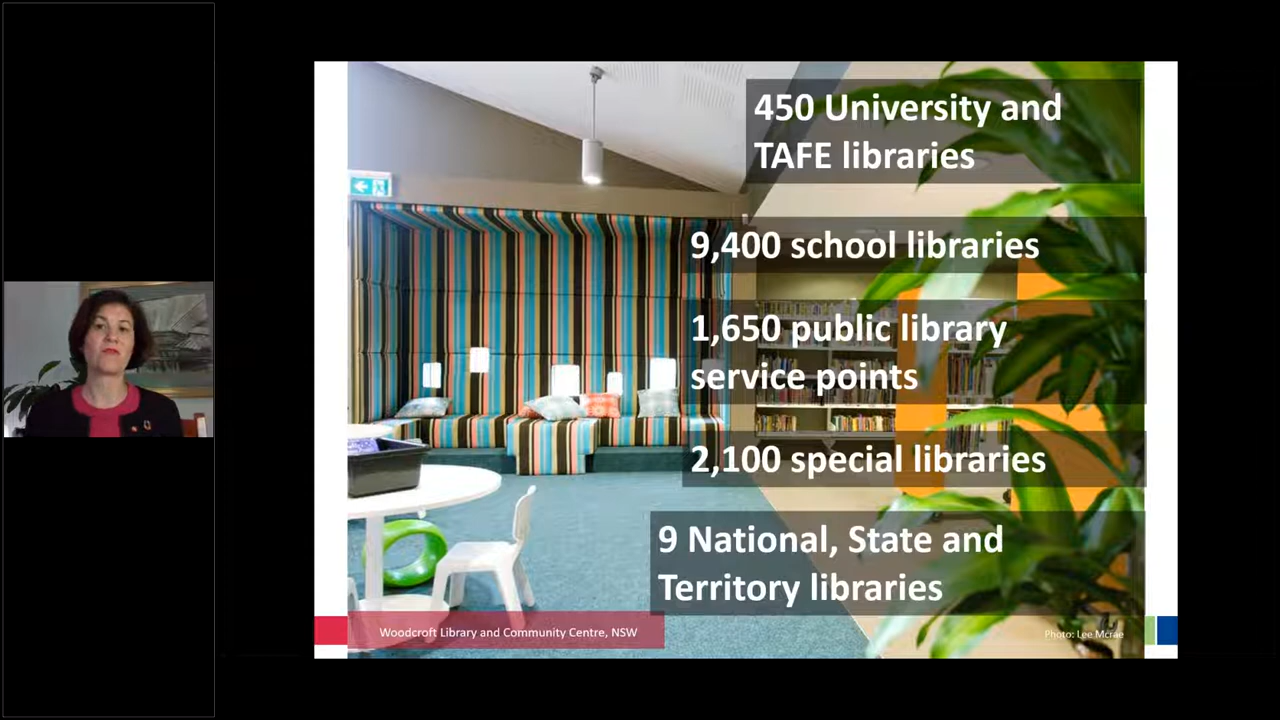 450 University and
TAFE libraries
9,400 school libraries
1,650 public library
service points
2,100 special libraries
9 National, State and
Territory libraries
Woodcroft Library and Community Centre, NSW
Photo: Lee Mcrae